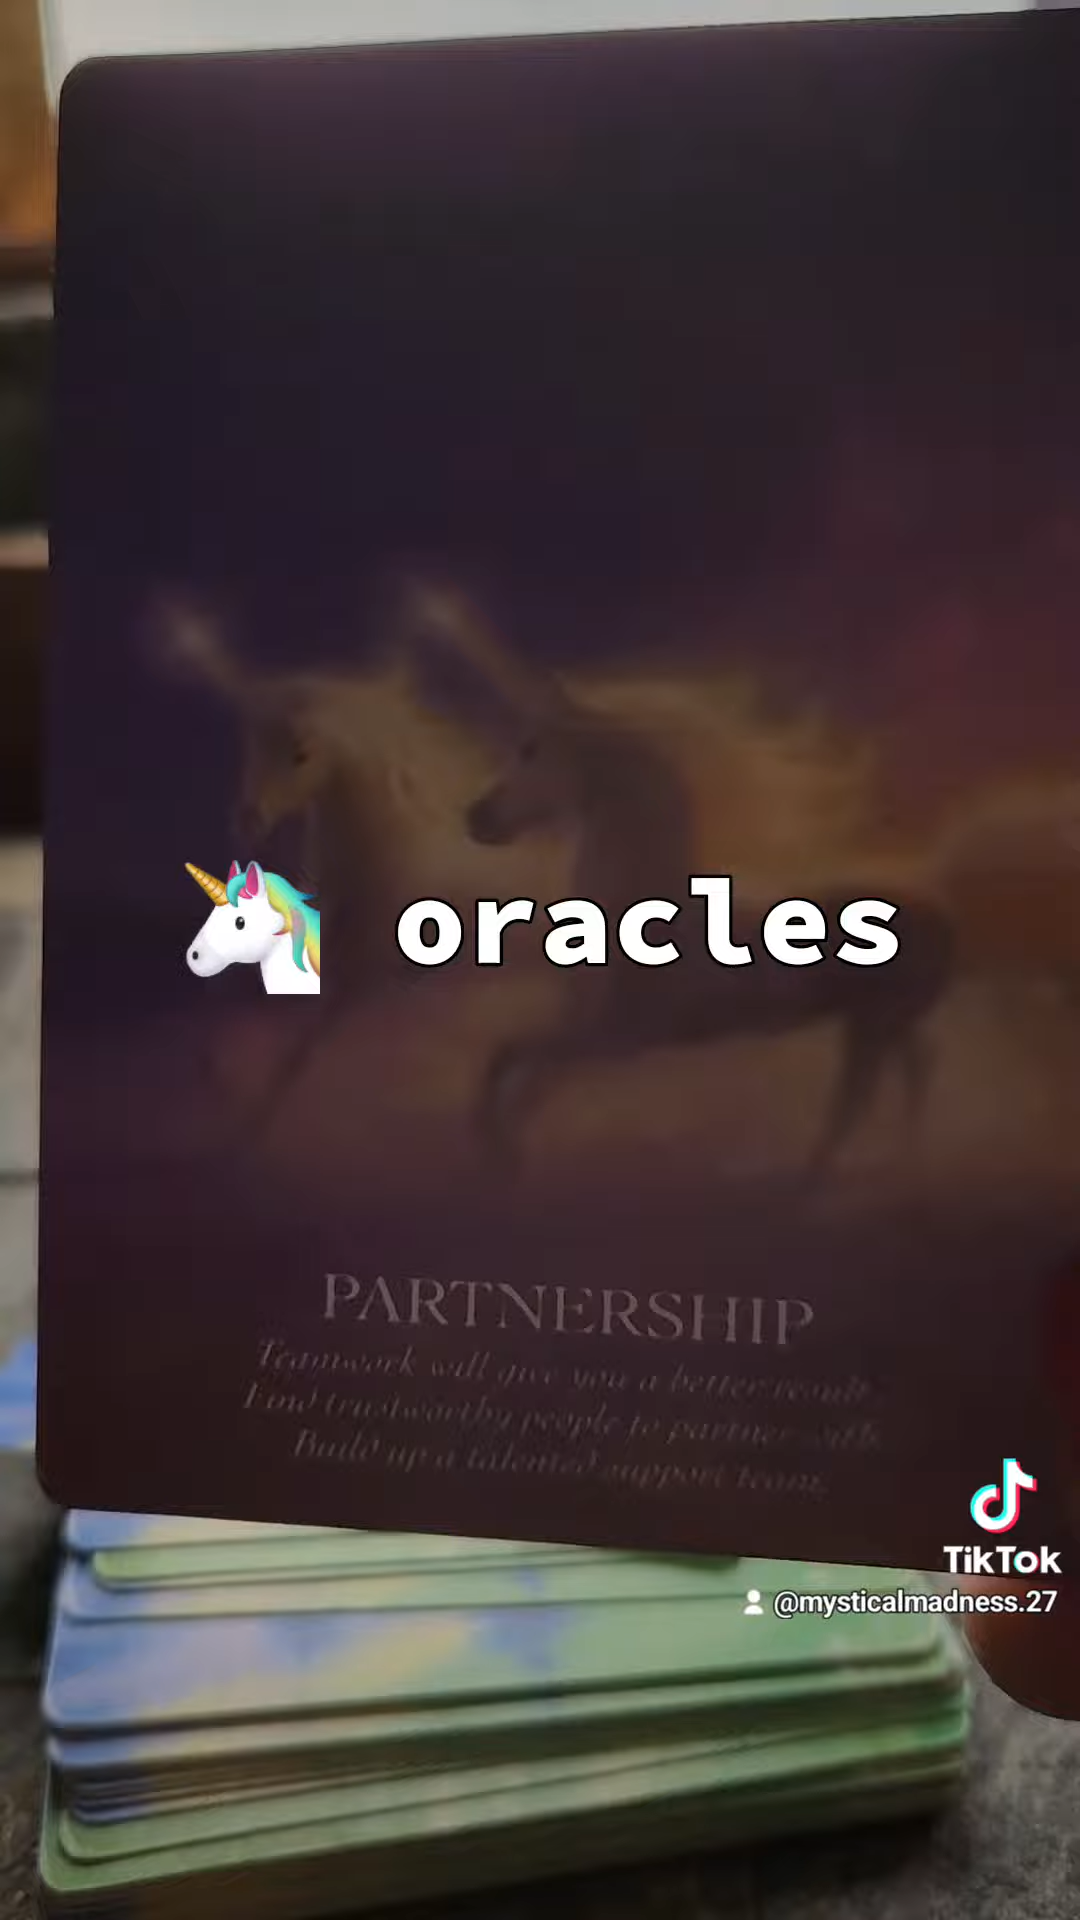 🦄 oracles
PARTNERSHIP
Teamwork will give you a better result.
Find trustworthy people to partner with.
Build up a talented support team.
TikTok
@mysticalmadness.27